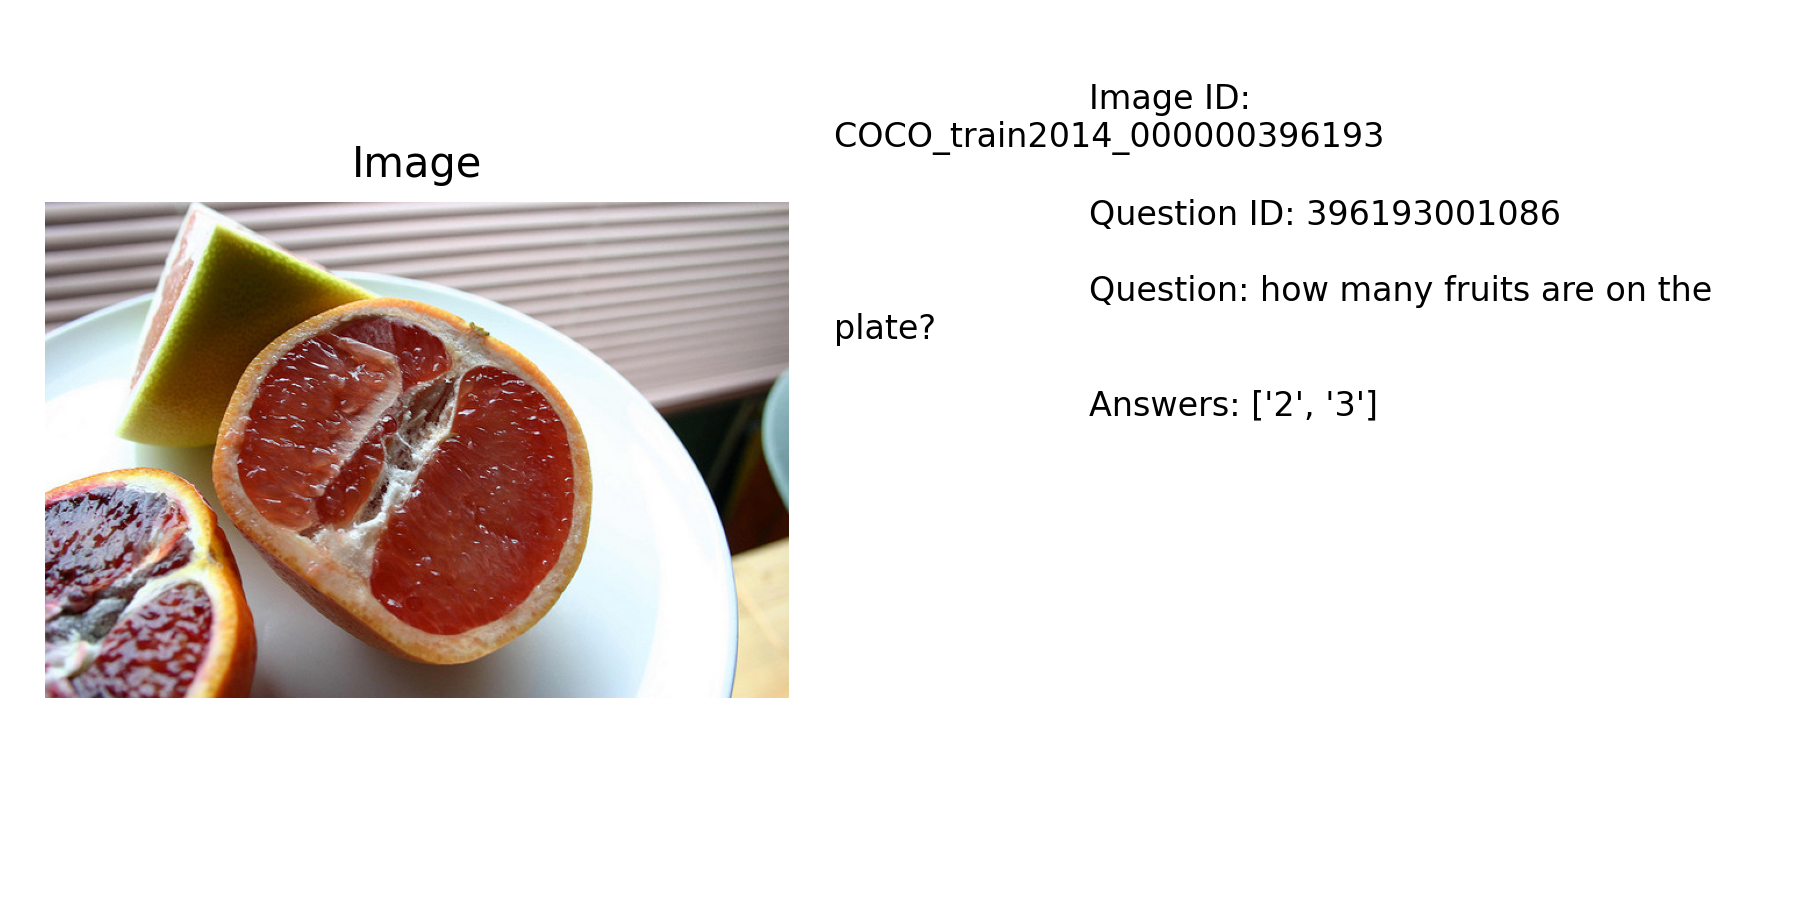 Image
Image ID:
COCO_train2014_000000396193
Question ID: 396193001086
Question: how many fruits are on the
plate?
Answers: ['2', '3']